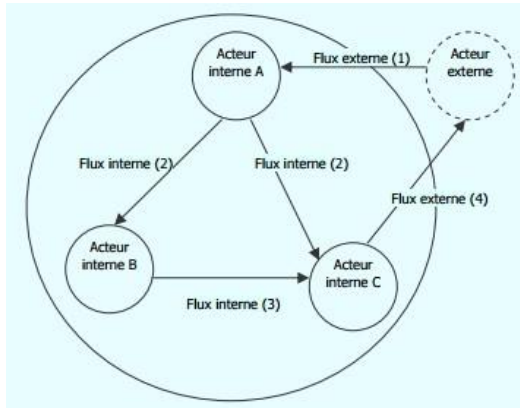 Acteur
interne A
Flux externe (1)
Acteur
externe
Flux interne (2)
Flux interne (2)
Flux externe (4)
Acteur
interne B
Acteur
interne C
Flux interne (3)